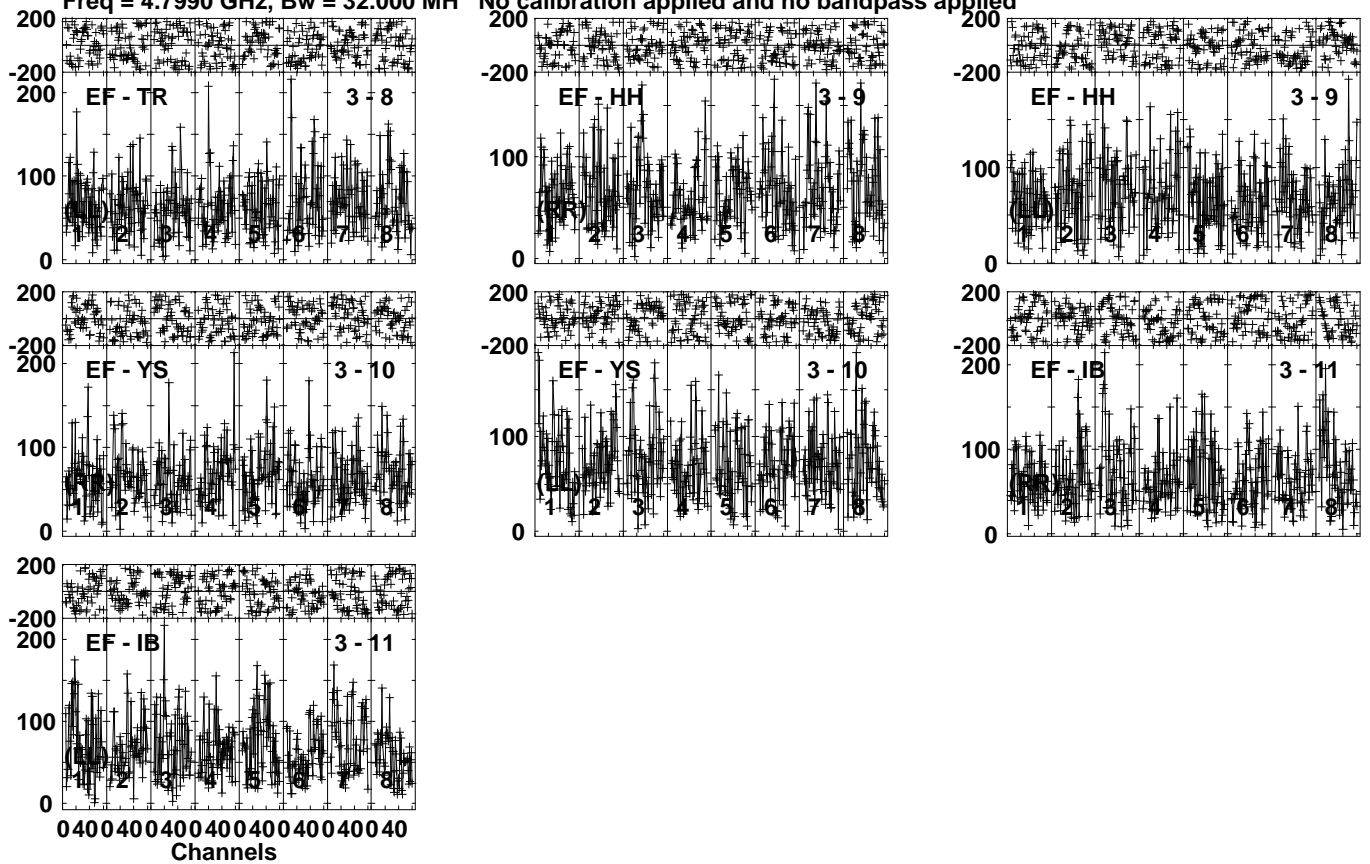 Freq = 4.7990 GHz, Bw = 32.000 MH No calibration applied and no bandpass applied
200 200 200
-200 -200 -200
200 EF - TR 3 - 8 EF - HH 3 - 9 EF - HH 3 - 9
100 100 100
(LL) (RR) (LL)
1 2 3 4 5 6 7 8 1 2 3 4 5 6 7 8 1 2 3 4 5 6 7 8
0 0 0
200 200 200
-200 -200 -200
200 EF - YS 3 - 10 EF - YS 3 - 10 200 EF - IB 3 - 11
100 100 100
(RR) (LL) (RR)
1 2 3 4 5 6 7 8 1 2 3 4 5 6 7 8 1 2 3 4 5 6 7 8
0 0 0
200
-200
200 EF - IB 3 - 11
100
(LL)
1 2 3 4 5 6 7 8
0
0 40 0 40 0 40 0 40 0 40 0 40 0 40 0 40
Channels